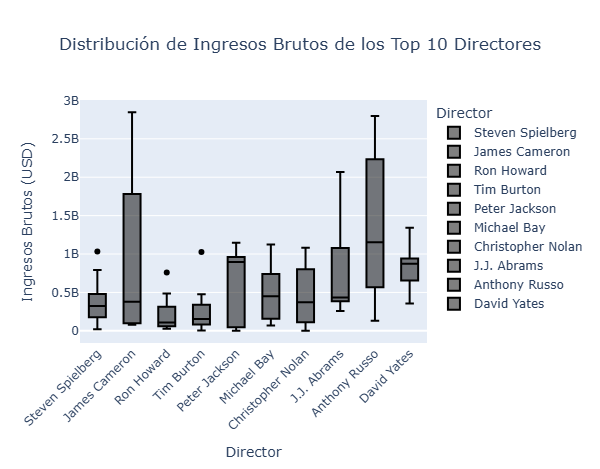 Distribución de Ingresos Brutos de los Top 10 Directores
Ingresos Brutos (USD)
3B
2.5B
2B
1.5B
1B
0.5B
0
Steven Spielberg
James Cameron
Ron Howard
Tim Burton
Peter Jackson
Michael Bay
Christopher Nolan
J.J. Abrams
Anthony Russo
David Yates
Director
Director
Steven Spielberg
James Cameron
Ron Howard
Tim Burton
Peter Jackson
Michael Bay
Christopher Nolan
J.J. Abrams
Anthony Russo
David Yates